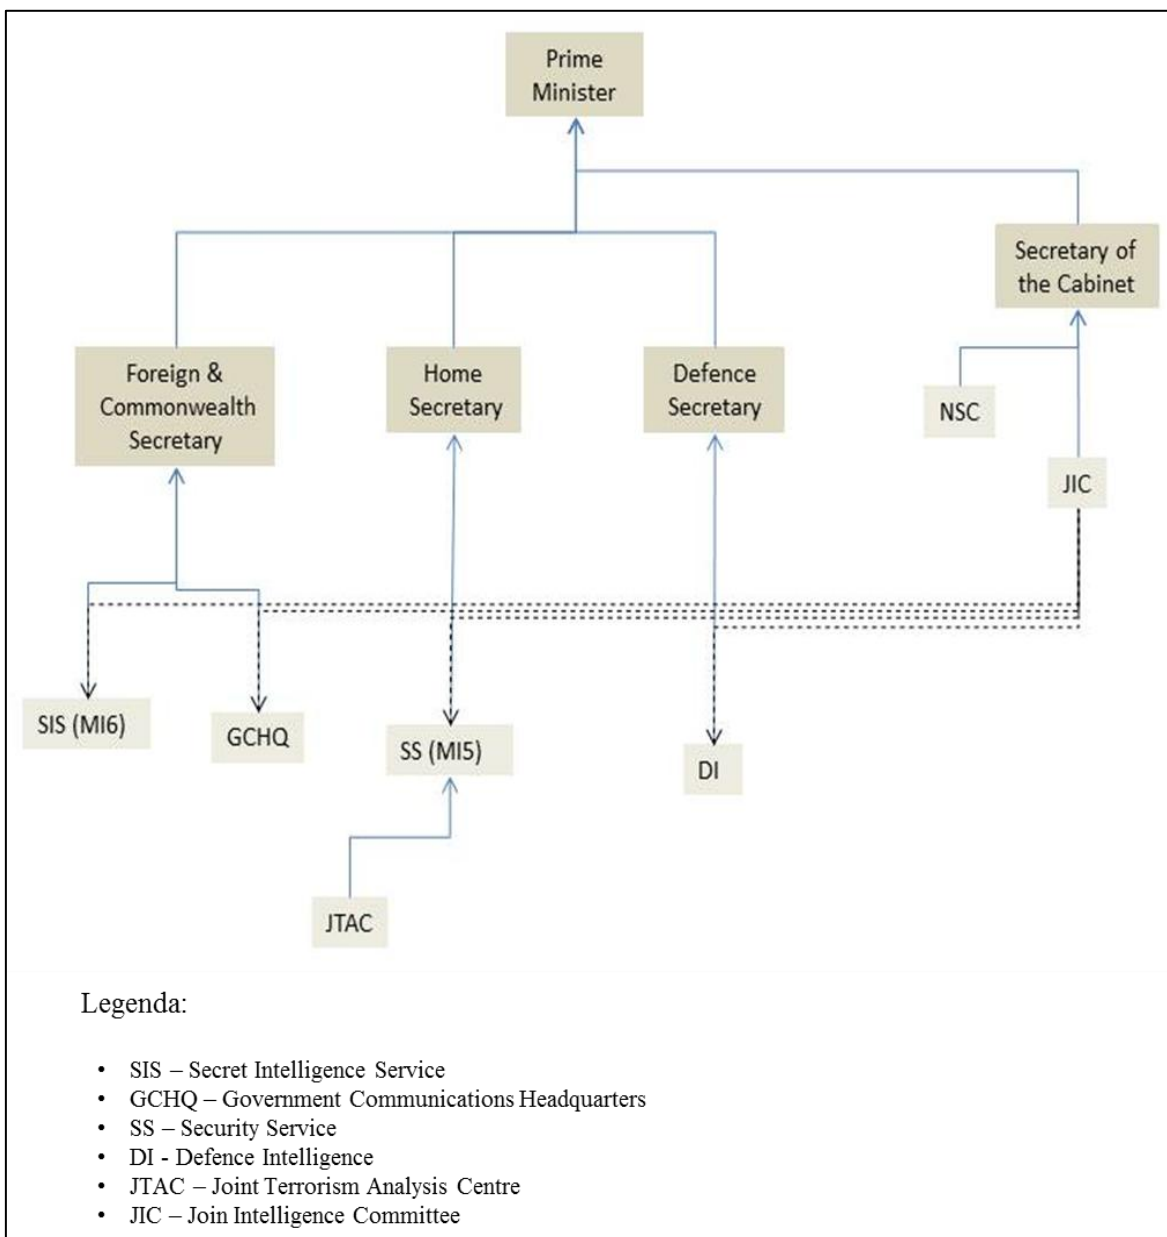 Prime
Minister
Secretary of
the Cabinet
Foreign &
Commonwealth
Secretary
Home
Secretary
Defence
Secretary
NSC
JIC
SIS (MI6)
GCHQ
SS (MI5)
DI
JTAC
Legenda:
• SIS – Secret Intelligence Service
• GCHQ – Government Communications Headquarters
• SS – Security Service
• DI - Defence Intelligence
• JTAC – Joint Terrorism Analysis Centre
• JIC – Join Intelligence Committee